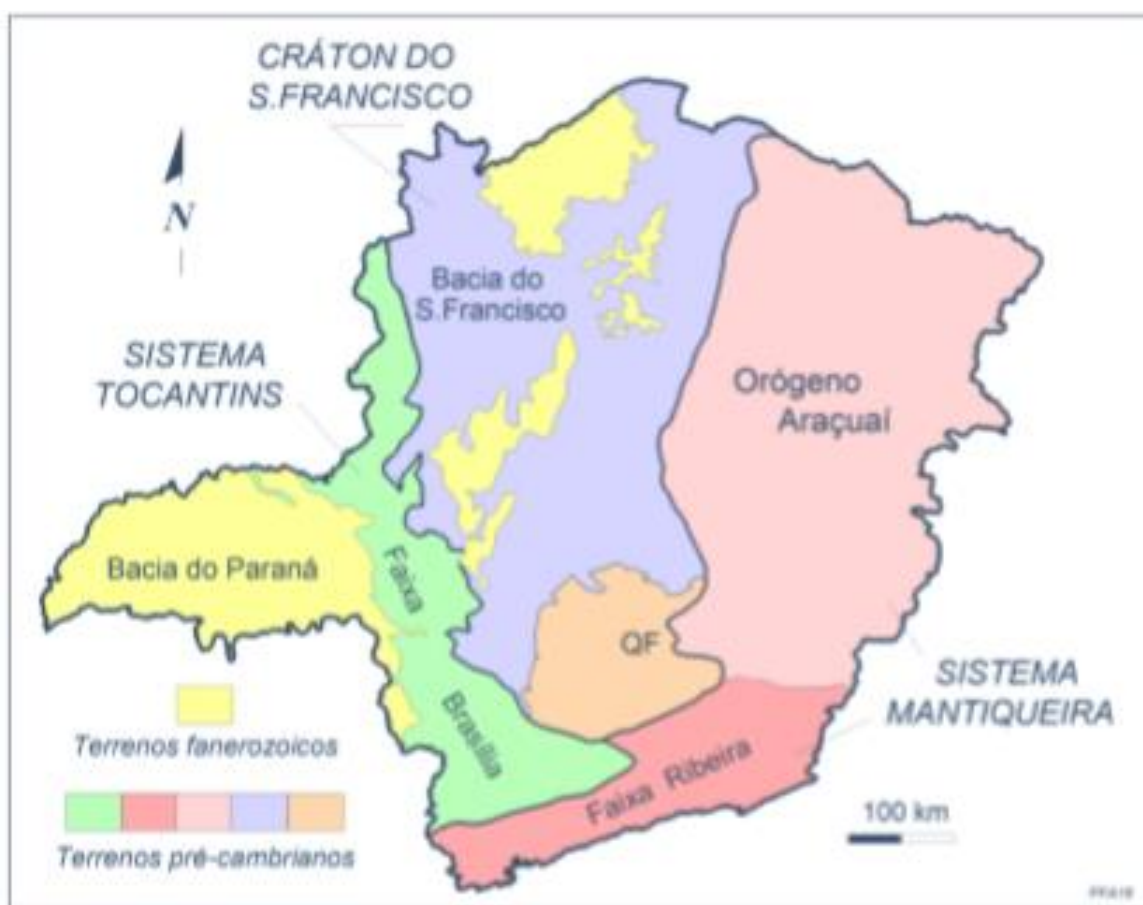 CRÁTON DO
S.FRANCISCO
N
Bacia do
S.Francisco
SISTEMA
TOCANTINS
Orógeno
Araçuaí
Bacia do Paraná
Faixa
Brasília
QF
SISTEMA
MANTIQUEIRA
Faixa Ribeira
Terrenos fanerozoicos
Terrenos pré-cambrianos
100 km